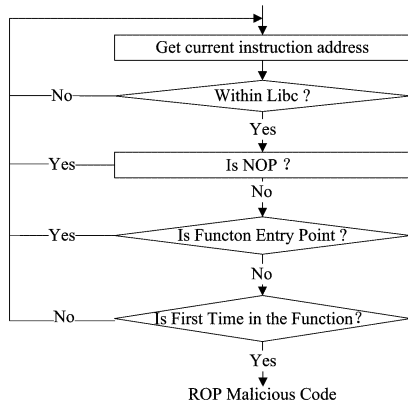 Get current instruction address
Within Libc ?
No
Yes
Is NOP ?
Yes
No
Is Functon Entry Point ?
Yes
No
Is First Time in the Function?
No
Yes
ROP Malicious Code